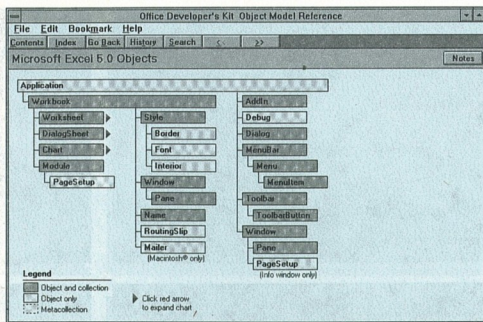 Office Developer's Kit Object Model Reference
File Edit Bookmark Help
Contents Index Go Back History Search << >>
Microsoft Excel 5.0 Objects
Notes
Application
Workbook
Worksheet
DialogSheet
Chart
Module
PageSetup
Style
Border
Font
Interior
Window
Pane
Name
RoutingSlip
Mailer
(Macintosh® only)
AddIn
Debug
Dialog
MenuBar
Menu
MenuItem
Toolbar
ToolbarButton
Window
Pane
PageSetup
(Info window only)
Legend
Object and collection
Object only
Metacollection
Click red arrow
to expand chart